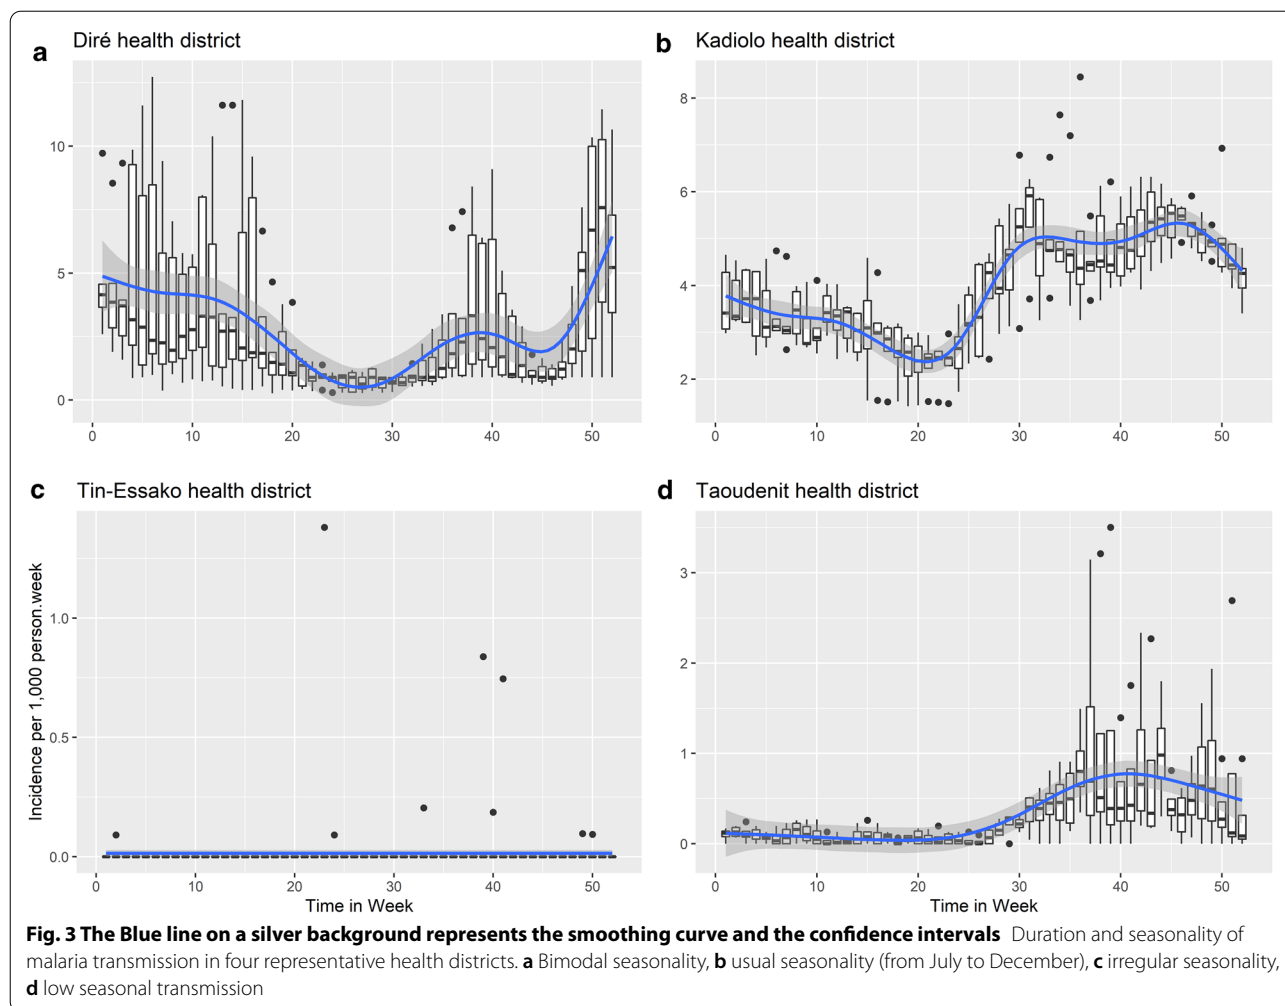 a Diré health district
10
5
0
0 10 20 30 40 50
b Kadiolo health district
8
6
4
2
0 10 20 30 40 50
c Tin-Essako health district
Incidence per 1,000 person.week
1.0
0.5
0.0
0 10 20 30 40 50
Time in Week
d Taoudenit health district
3
2
1
0
0 10 20 30 40 50
Time in Week
Fig. 3 The Blue line on a silver background represents the smoothing curve and the confidence intervals Duration and seasonality of
malaria transmission in four representative health districts. a Bimodal seasonality, b usual seasonality (from July to December), c irregular seasonality,
d low seasonal transmission